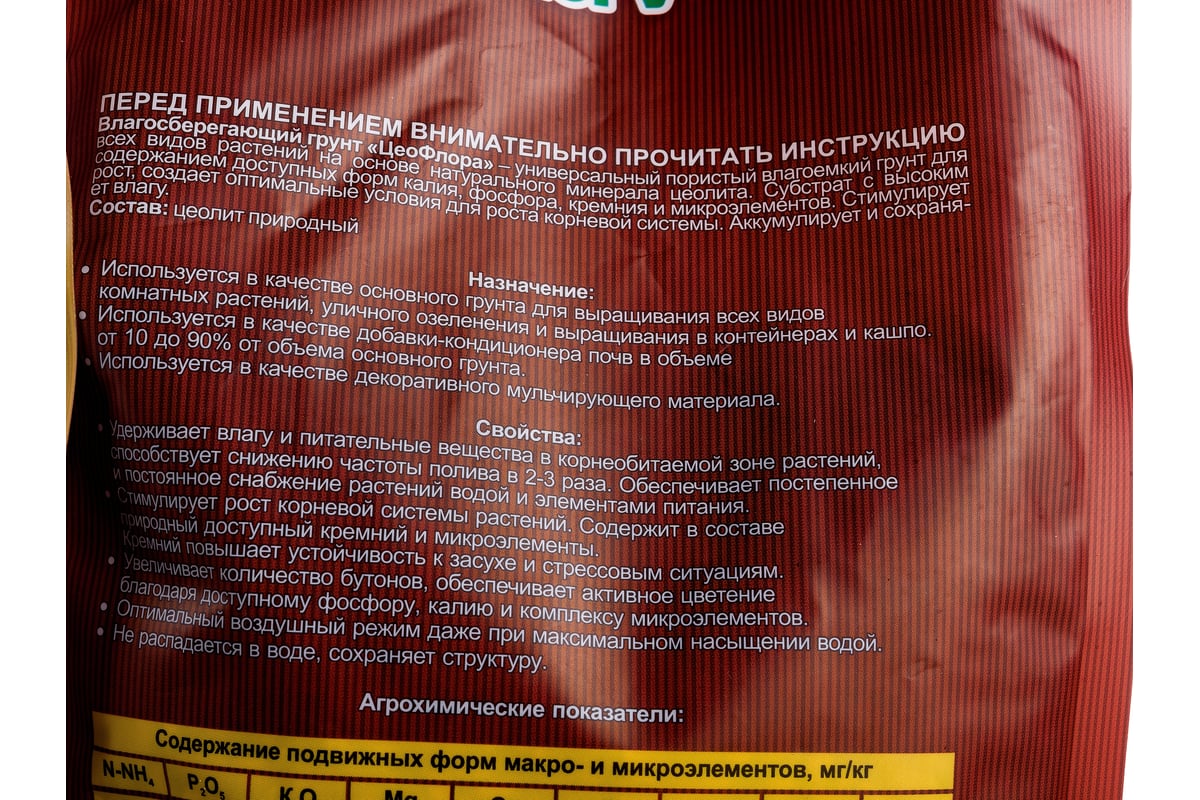 ПЕРЕД ПРИМЕНЕНИЕМ ВНИМАТЕЛЬНО ПРОЧИТАТЬ ИНСТРУКЦИЮ
Влагосберегающий грунт «ЦеоФлора» – универсальный пористый влагоемкий грунт для
всех видов растений на основе натурального минерала цеолита. Субстрат с высоким
содержанием доступных форм калия, фосфора, кремния и микроэлементов. Стимулирует
рост, создает оптимальные условия для роста корневой системы. Аккумулирует и сохраня-
ет влагу.
Состав: цеолит природный
Назначение:
• Используется в качестве основного грунта для выращивания всех видов
комнатных растений, уличного озеленения и выращивания в контейнерах и кашпо.
• Используется в качестве добавки-кондиционера почв в объеме
от 10 до 90% от объема основного грунта.
• Используется в качестве декоративного мульчирующего материала.
Свойства:
• Удерживает влагу и питательные вещества в корнеобитаемой зоне растений,
способствует снижению частоты полива в 2-3 раза. Обеспечивает постепенное
и постоянное снабжение растений водой и элементами питания.
• Стимулирует рост корневой системы растений. Содержит в составе
природный доступный кремний и микроэлементы.
Кремний повышает устойчивость к засухе и стрессовым ситуациям.
• Увеличивает количество бутонов, обеспечивает активное цветение
благодаря доступному фосфору, калию и комплексу микроэлементов.
• Оптимальный воздушный режим даже при максимальном насыщении водой.
• Не распадается в воде, сохраняет структуру.
Агрохимические показатели:
Содержание подвижных форм макро- и микроэлементов, мг/кг
N-NH₄ P₂O₅ K₂O Mg